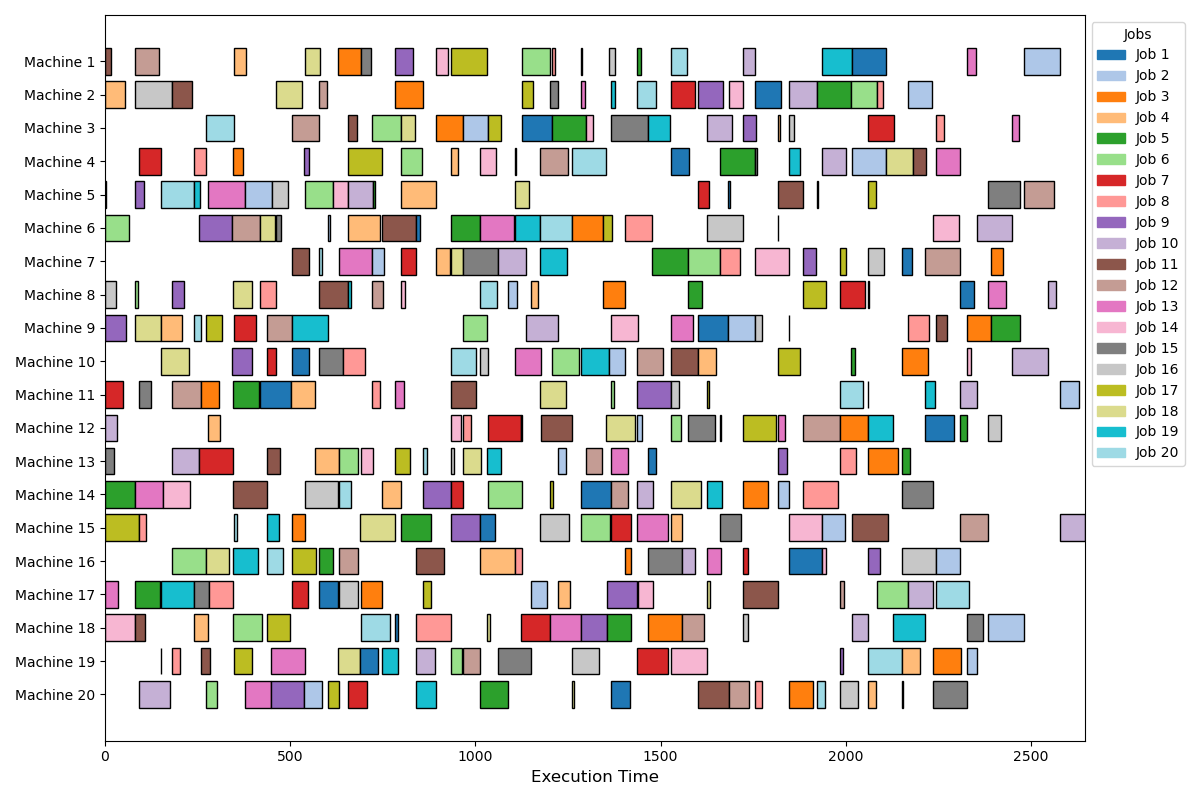 Machine 1
Machine 2
Machine 3
Machine 4
Machine 5
Machine 6
Machine 7
Machine 8
Machine 9
Machine 10
Machine 11
Machine 12
Machine 13
Machine 14
Machine 15
Machine 16
Machine 17
Machine 18
Machine 19
Machine 20
0 500 1000 1500 2000 2500
Execution Time
Jobs
Job 1
Job 2
Job 3
Job 4
Job 5
Job 6
Job 7
Job 8
Job 9
Job 10
Job 11
Job 12
Job 13
Job 14
Job 15
Job 16
Job 17
Job 18
Job 19
Job 20